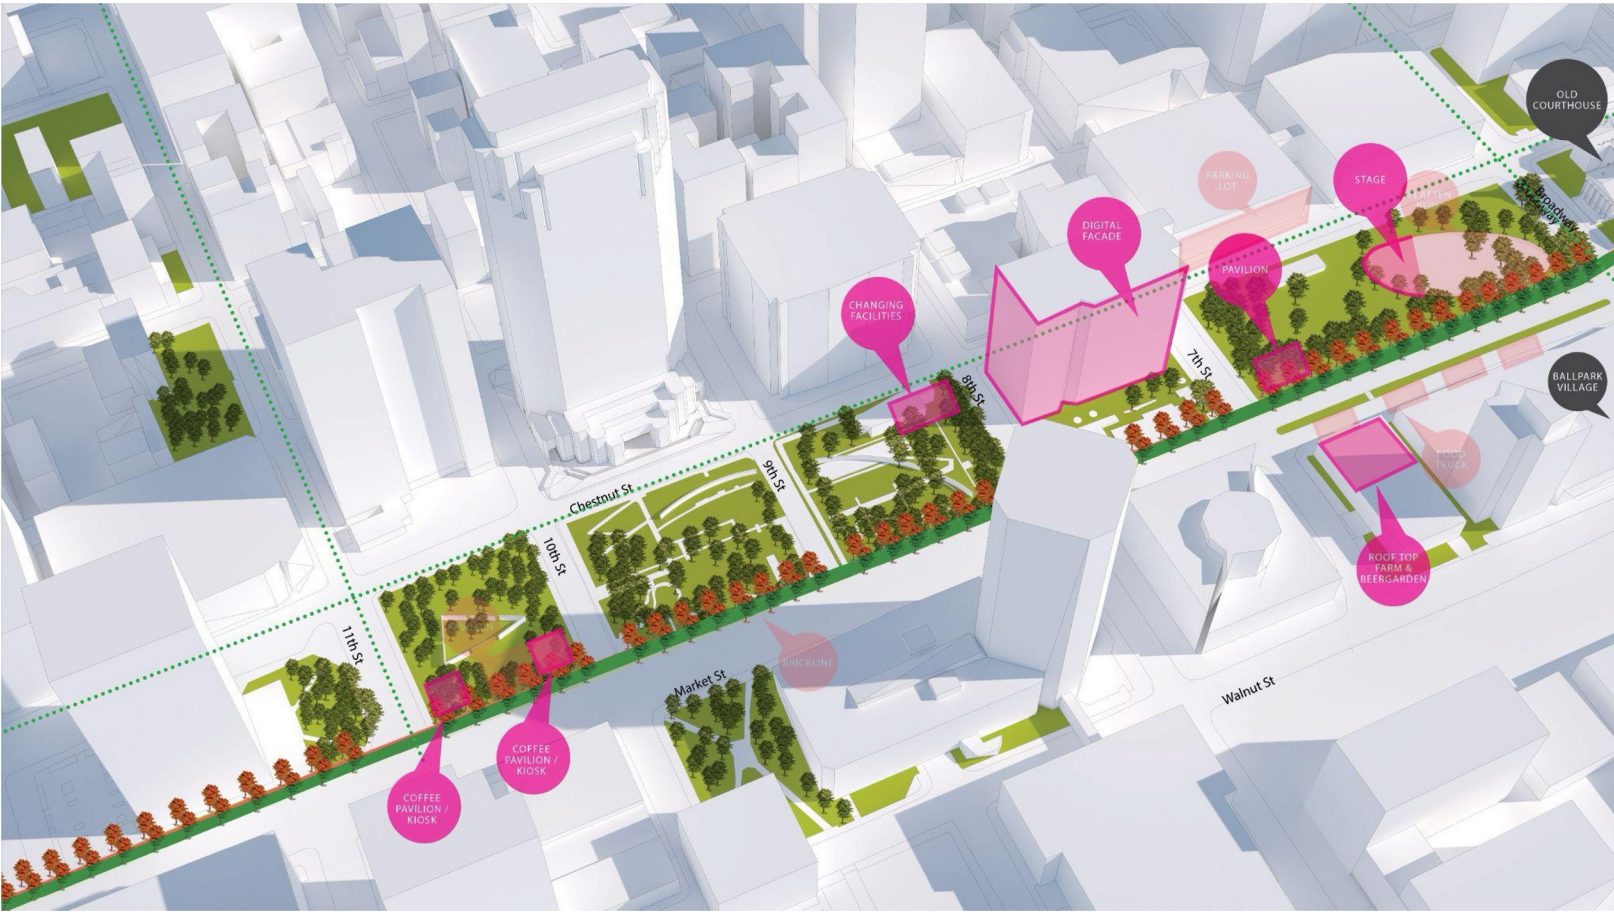 OLD
COURTHOUSE
PARKING
LOT
STAGE
Broadway
DIGITAL
FACADE
PAVILION
CHANGING
FACILITIES
7th St
8th St
BALLPARK
VILLAGE
FOOD
TRUCK
9th St
Chestnut St
10th St
ROOF TOP
FARM &
BEERGARDEN
11th St
BRICKLINE
Market St
Walnut St
COFFEE
PAVILION /
KIOSK
COFFEE
PAVILION /
KIOSK